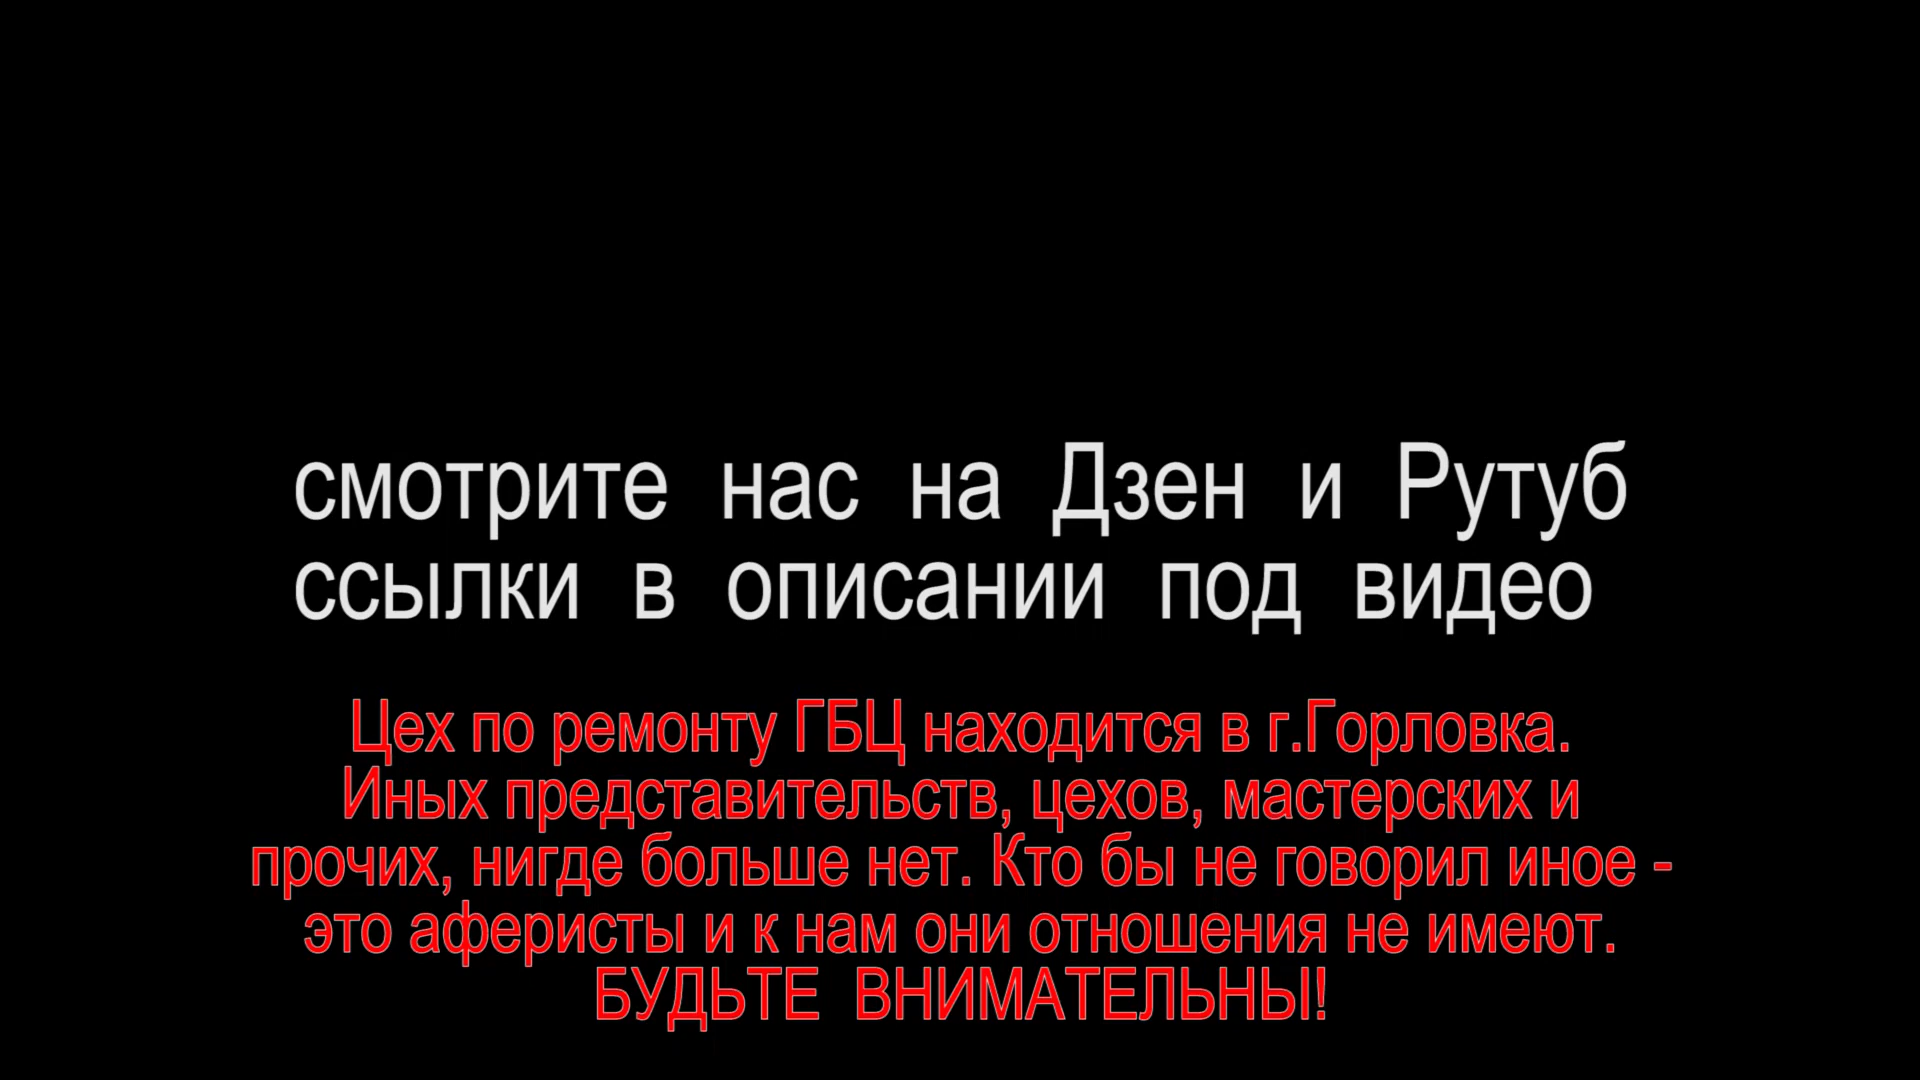 смотрите нас на Дзен и Рутуб
ссылки в описании под видео
Цех по ремонту ГБЦ находится в г.Горловка.
Иных представительств, цехов, мастерских и
прочих, нигде больше нет. Кто бы не говорил иное -
это аферисты и к нам они отношения не имеют.
БУДЬТЕ ВНИМАТЕЛЬНЫ!